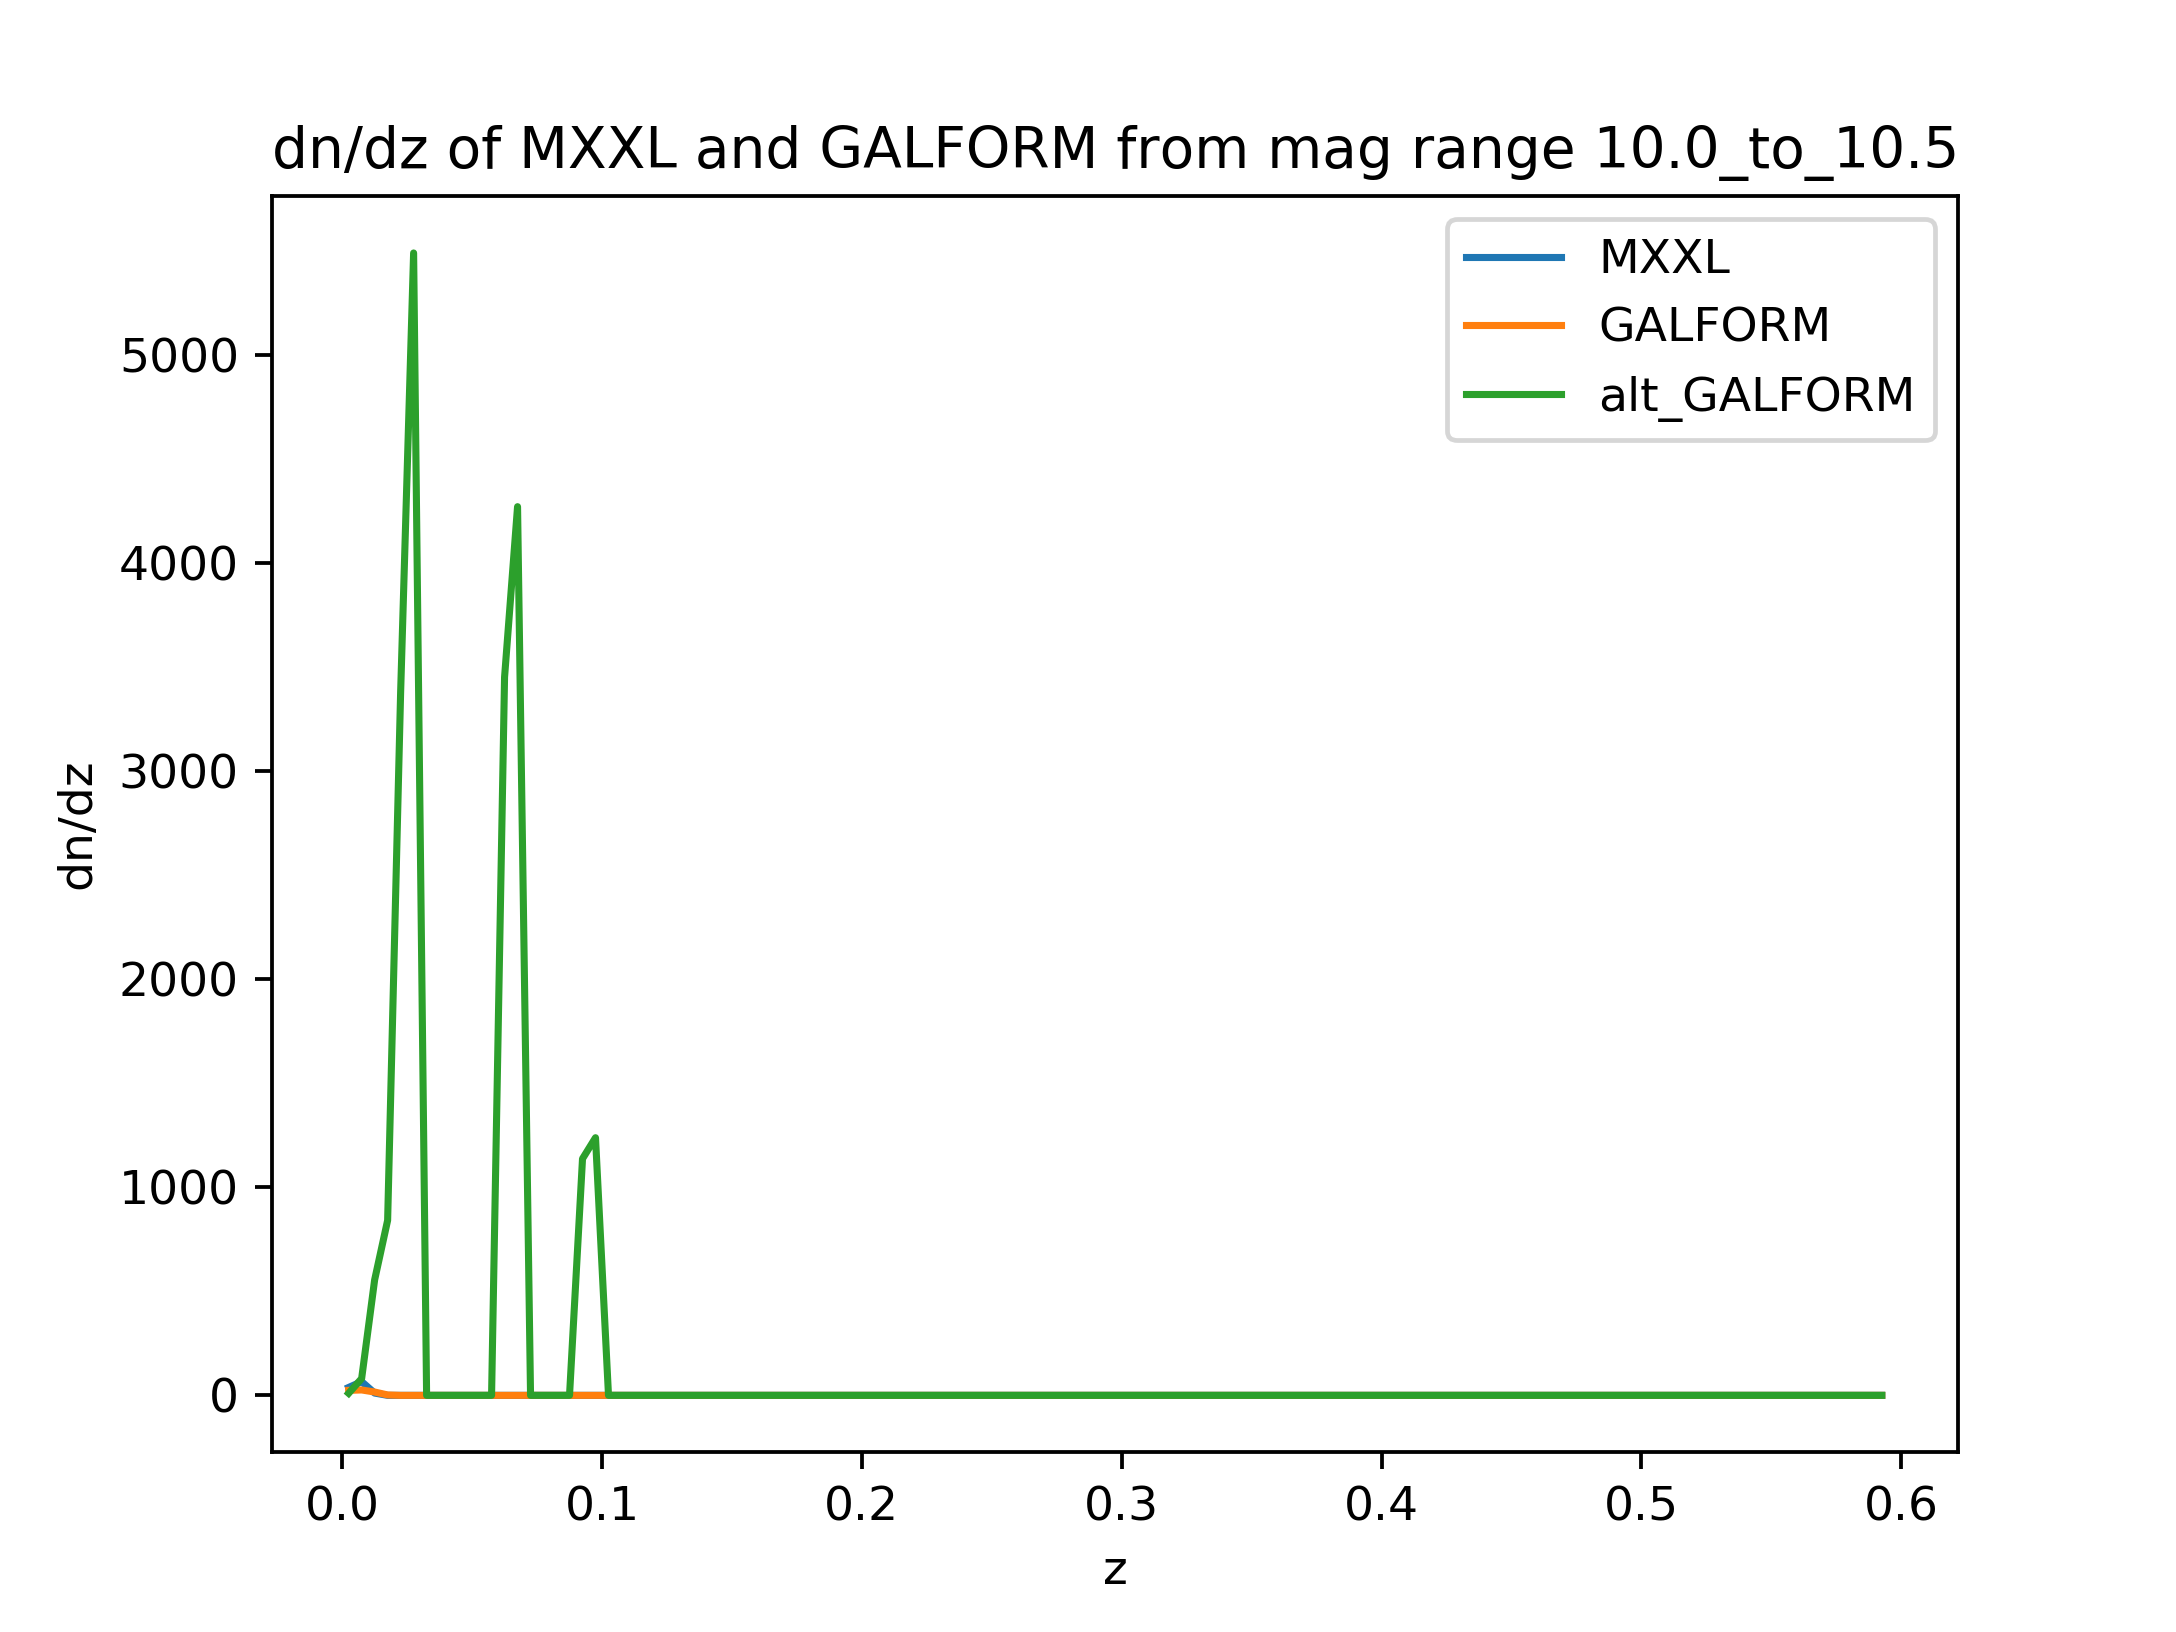 dn/dz of MXXL and GALFORM from mag range 10.0_to_10.5
MXXL
GALFORM
alt_GALFORM
5000
4000
3000
2000
1000
0
dn/dz
0.0 0.1 0.2 0.3 0.4 0.5 0.6
z